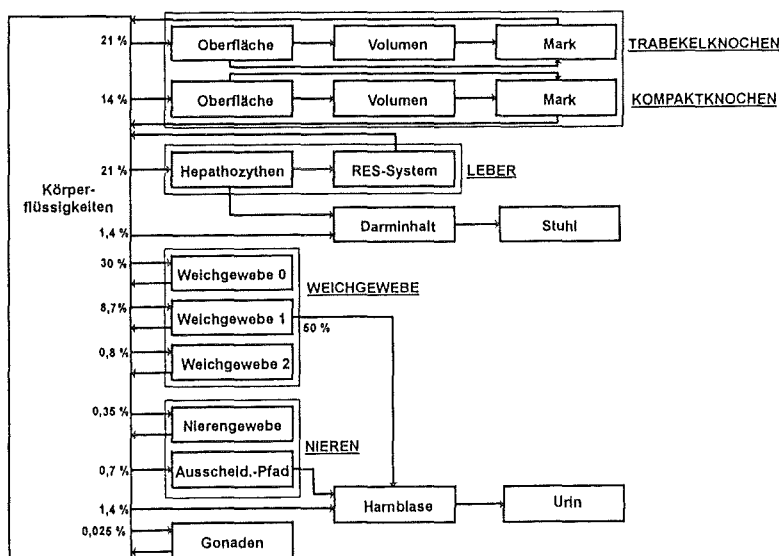 21 %
Oberfläche
Volumen
Mark
TRABEKELKNOCHEN
14 %
Oberfläche
Volumen
Mark
KOMPAKTKNOCHEN
Körper-
flüssigkeiten
21 %
Hepathozythen
RES-System
LEBER
1,4 %
Darminhalt
Stuhl
30 %
Weichgewebe 0
WEICHGEWEBE
8,7%
Weichgewebe 1
50 %
0,8 %
Weichgewebe 2
0,35 %
Nierengewebe
NIEREN
0,7 %
Ausscheid.-Pfad
1,4 %
Harnblase
Urin
0,025 %
Gonaden